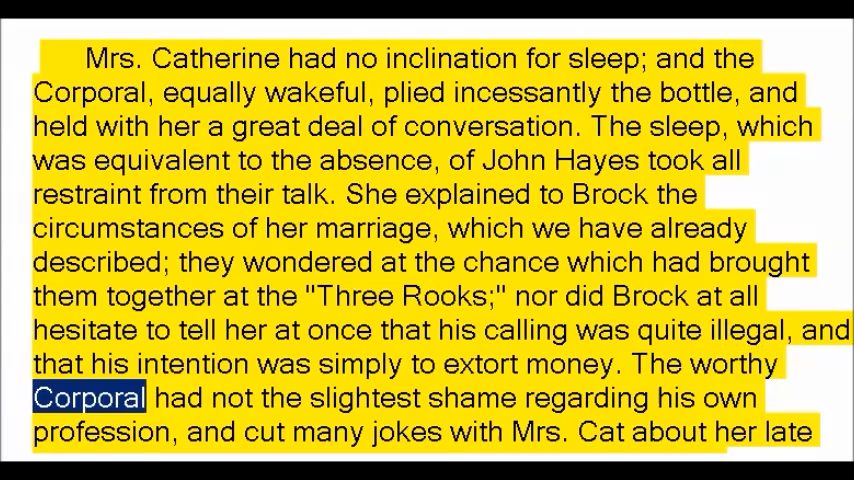 Mrs. Catherine had no inclination for sleep; and the
Corporal, equally wakeful, plied incessantly the bottle, and
held with her a great deal of conversation. The sleep, which
was equivalent to the absence, of John Hayes took all
restraint from their talk. She explained to Brock the
circumstances of her marriage, which we have already
described; they wondered at the chance which had brought
them together at the "Three Rooks;" nor did Brock at all
hesitate to tell her at once that his calling was quite illegal, and
that his intention was simply to extort money. The worthy
Corporal had not the slightest shame regarding his own
profession, and cut many jokes with Mrs. Cat about her late